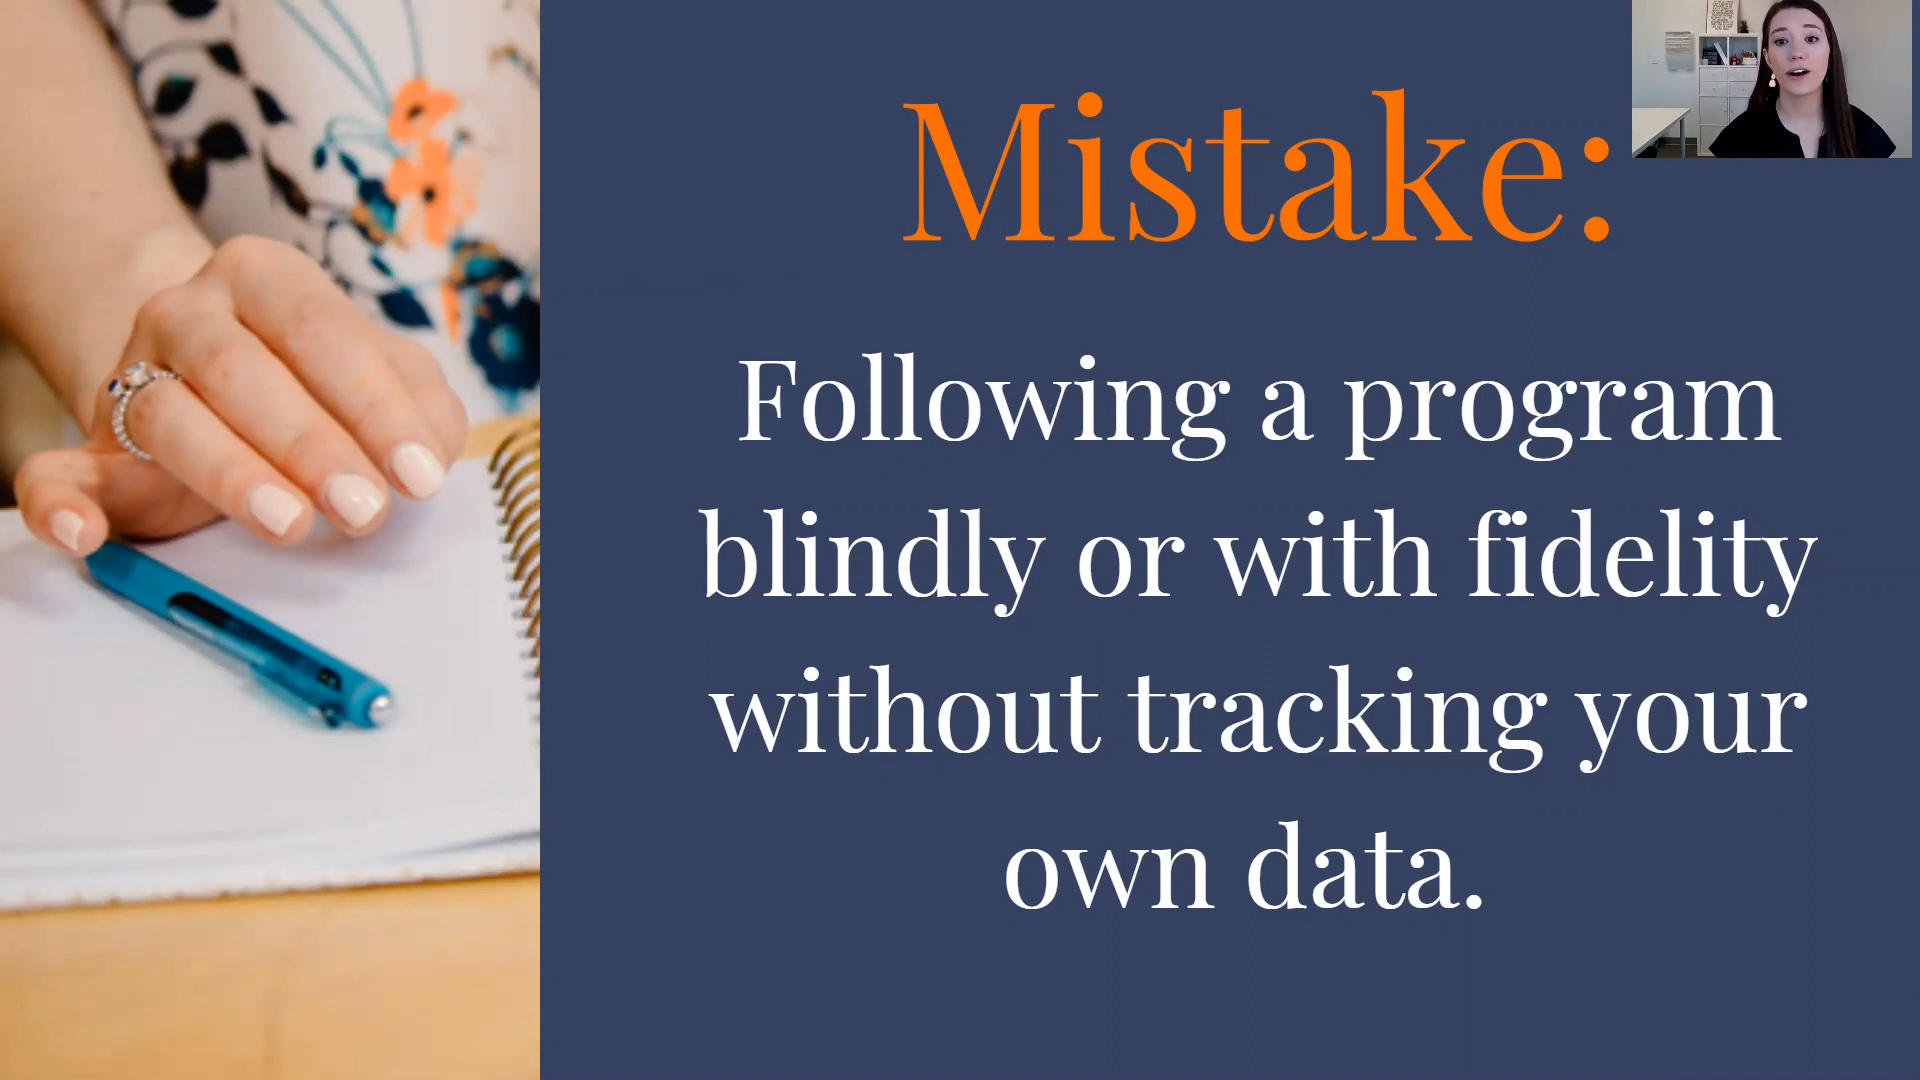 Mistake:
Following a program
blindly or with fidelity
without tracking your
own data.